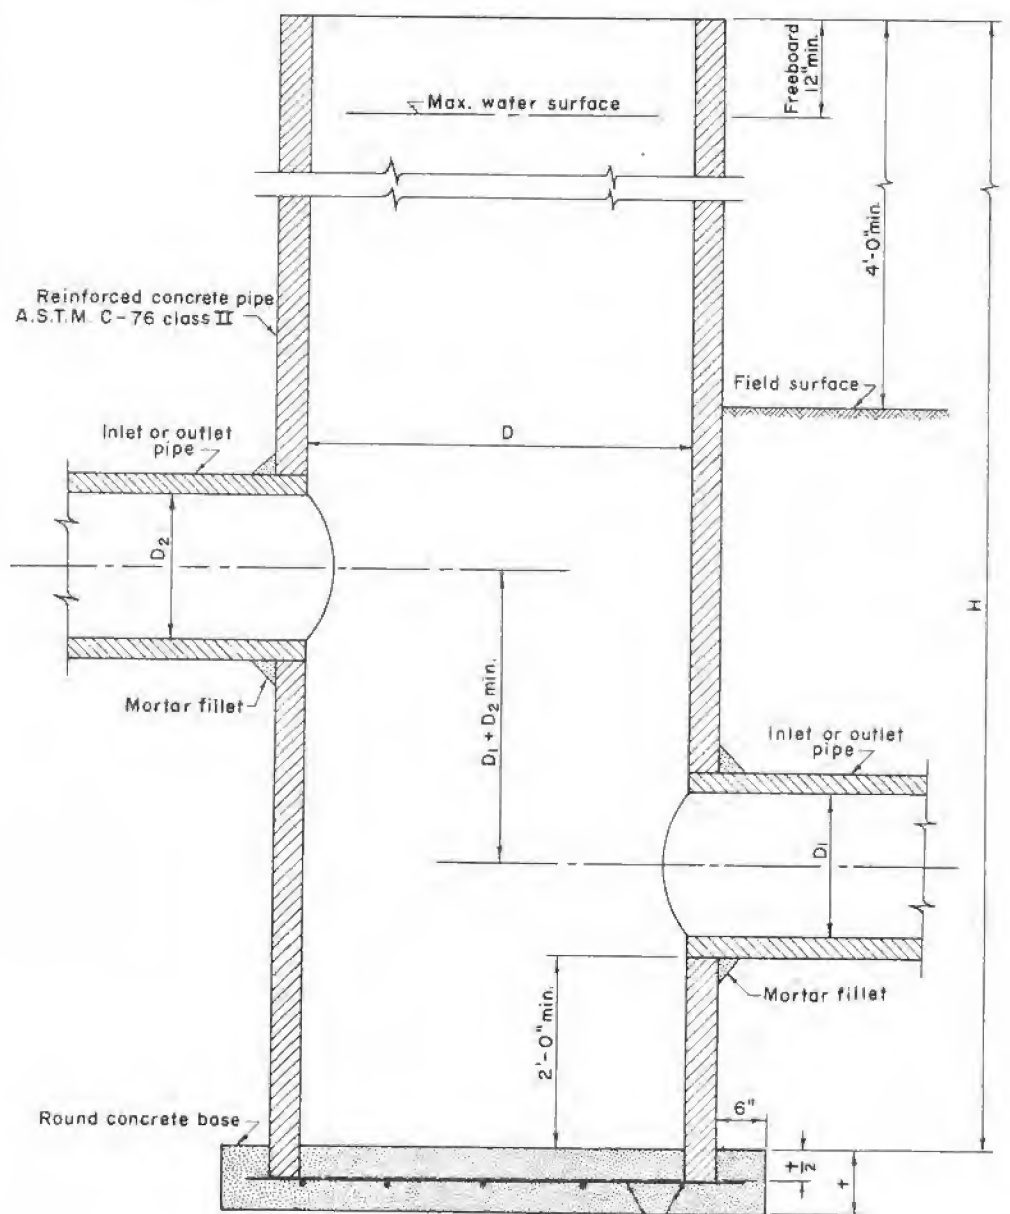 Freeboard
12" min.
Max. water surface
4'-0" min.
Reinforced concrete pipe
A.S.T.M. C-76 class II
Field surface
Inlet or outlet
pipe
D
D2
H
D1 + D2 min.
Mortar fillet
Inlet or outlet
pipe
D1
Mortar fillet
2'-0" min.
6"
Round concrete base
t/2
t